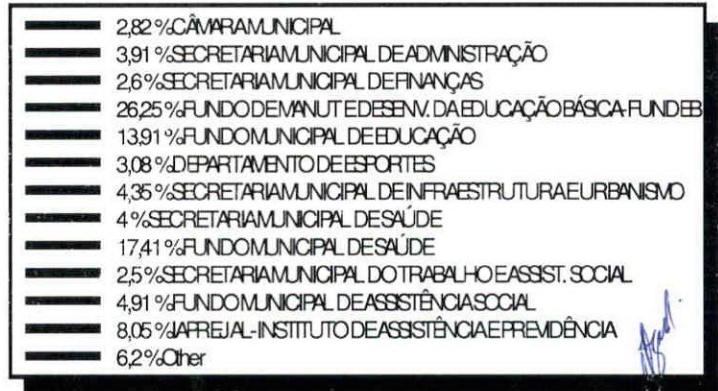 2,82 % CÂMARA MUNICIPAL
3,91 % SECRETARIA MUNICIPAL DE ADMINISTRAÇÃO
2,6 % SECRETARIA MUNICIPAL DE FINANÇAS
26,25 % FUNDO DE MANUT E DESENV. DA EDUCAÇÃO BÁSICA-FUNDEB
13,91 % FUNDO MUNICIPAL DE EDUCAÇÃO
3,08 % DEPARTAMENTO DE ESPORTES
4,35 % SECRETARIA MUNICIPAL DE INFRAESTRUTURA E URBANISMO
4 % SECRETARIA MUNICIPAL DE SAÚDE
17,41 % FUNDO MUNICIPAL DE SAÚDE
2,5 % SECRETARIA MUNICIPAL DO TRABALHO E ASSIST. SOCIAL
4,91 % FUNDO MUNICIPAL DE ASSISTÊNCIA SOCIAL
8,05 % IAPREJAL - INSTITUTO DE ASSISTÊNCIA E PREVIDÊNCIA
6,2 % Other